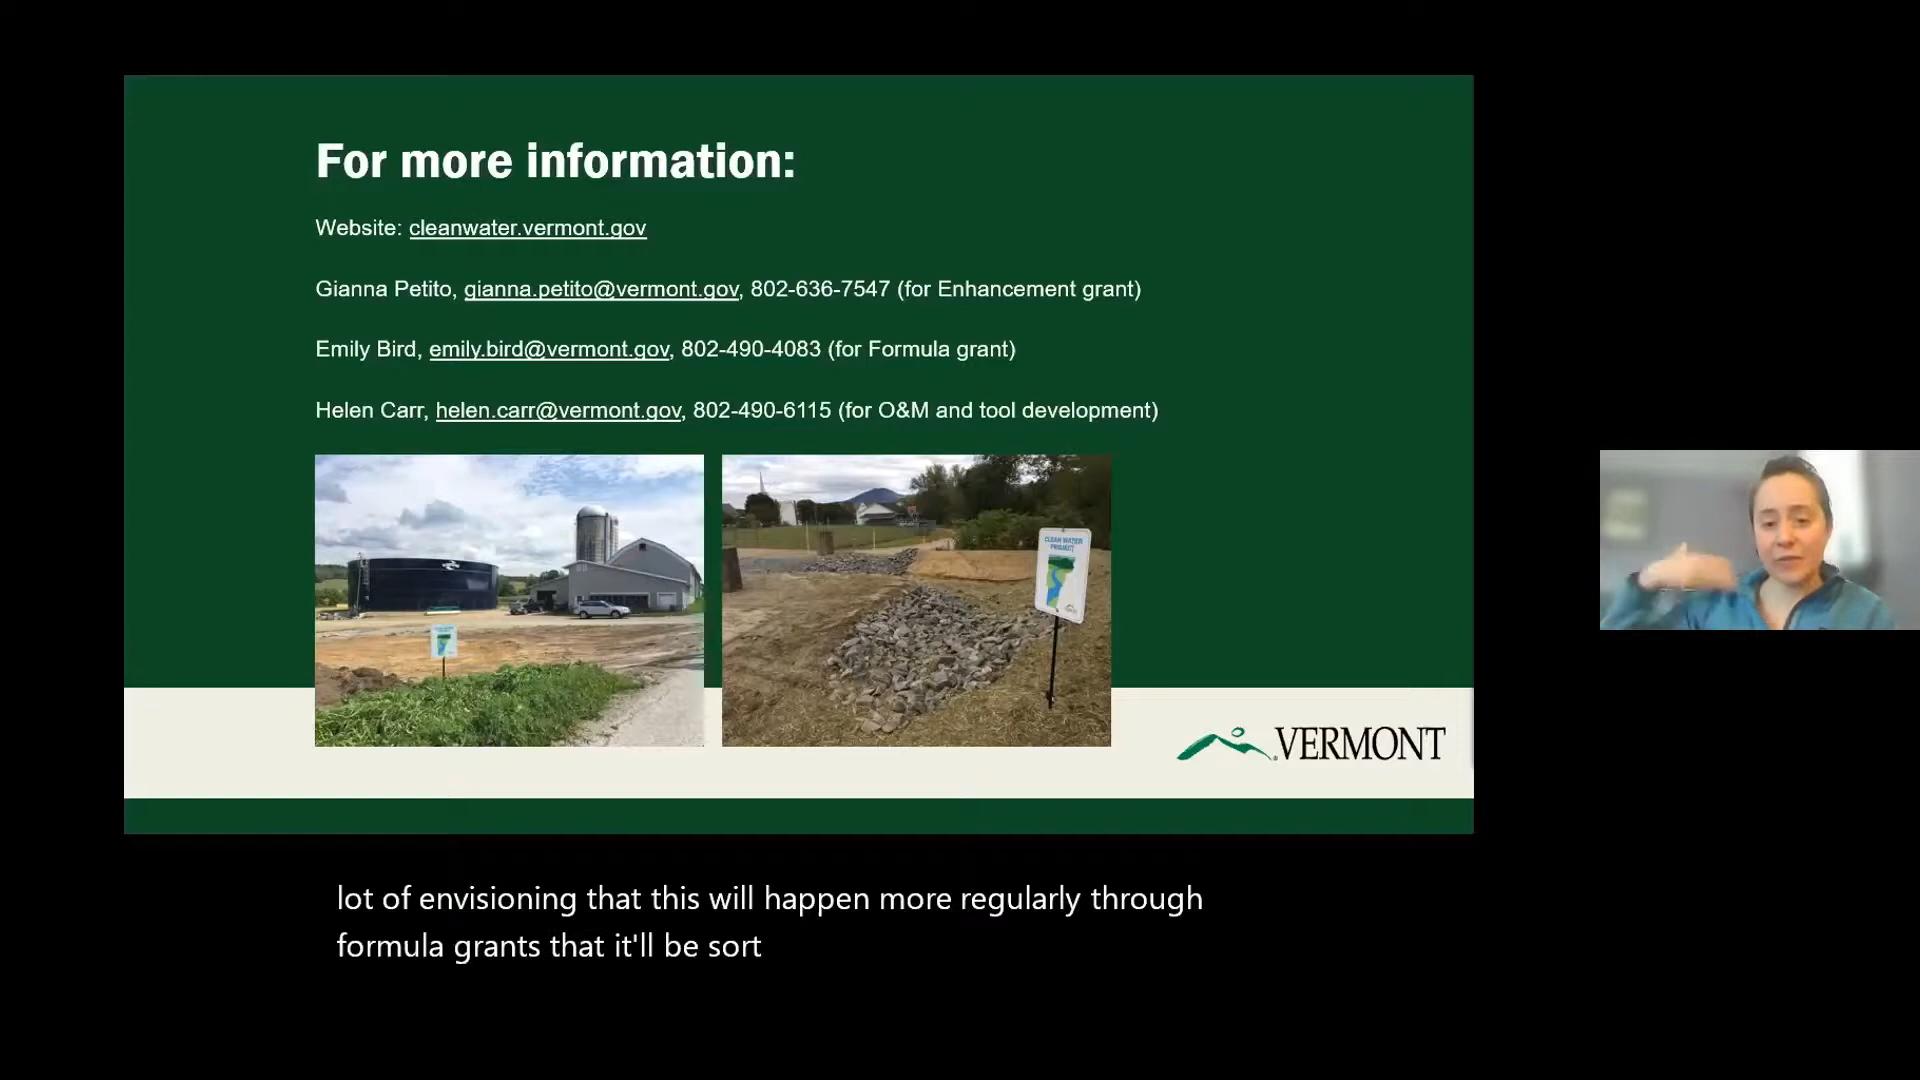 For more information:
Website: cleanwater.vermont.gov
Gianna Petito, gianna.petito@vermont.gov, 802-636-7547 (for Enhancement grant)
Emily Bird, emily.bird@vermont.gov, 802-490-4083 (for Formula grant)
Helen Carr, helen.carr@vermont.gov, 802-490-6115 (for O&M and tool development)
CLEAN WATER
PROJECT
VERMONT
lot of envisioning that this will happen more regularly through
formula grants that it'll be sort